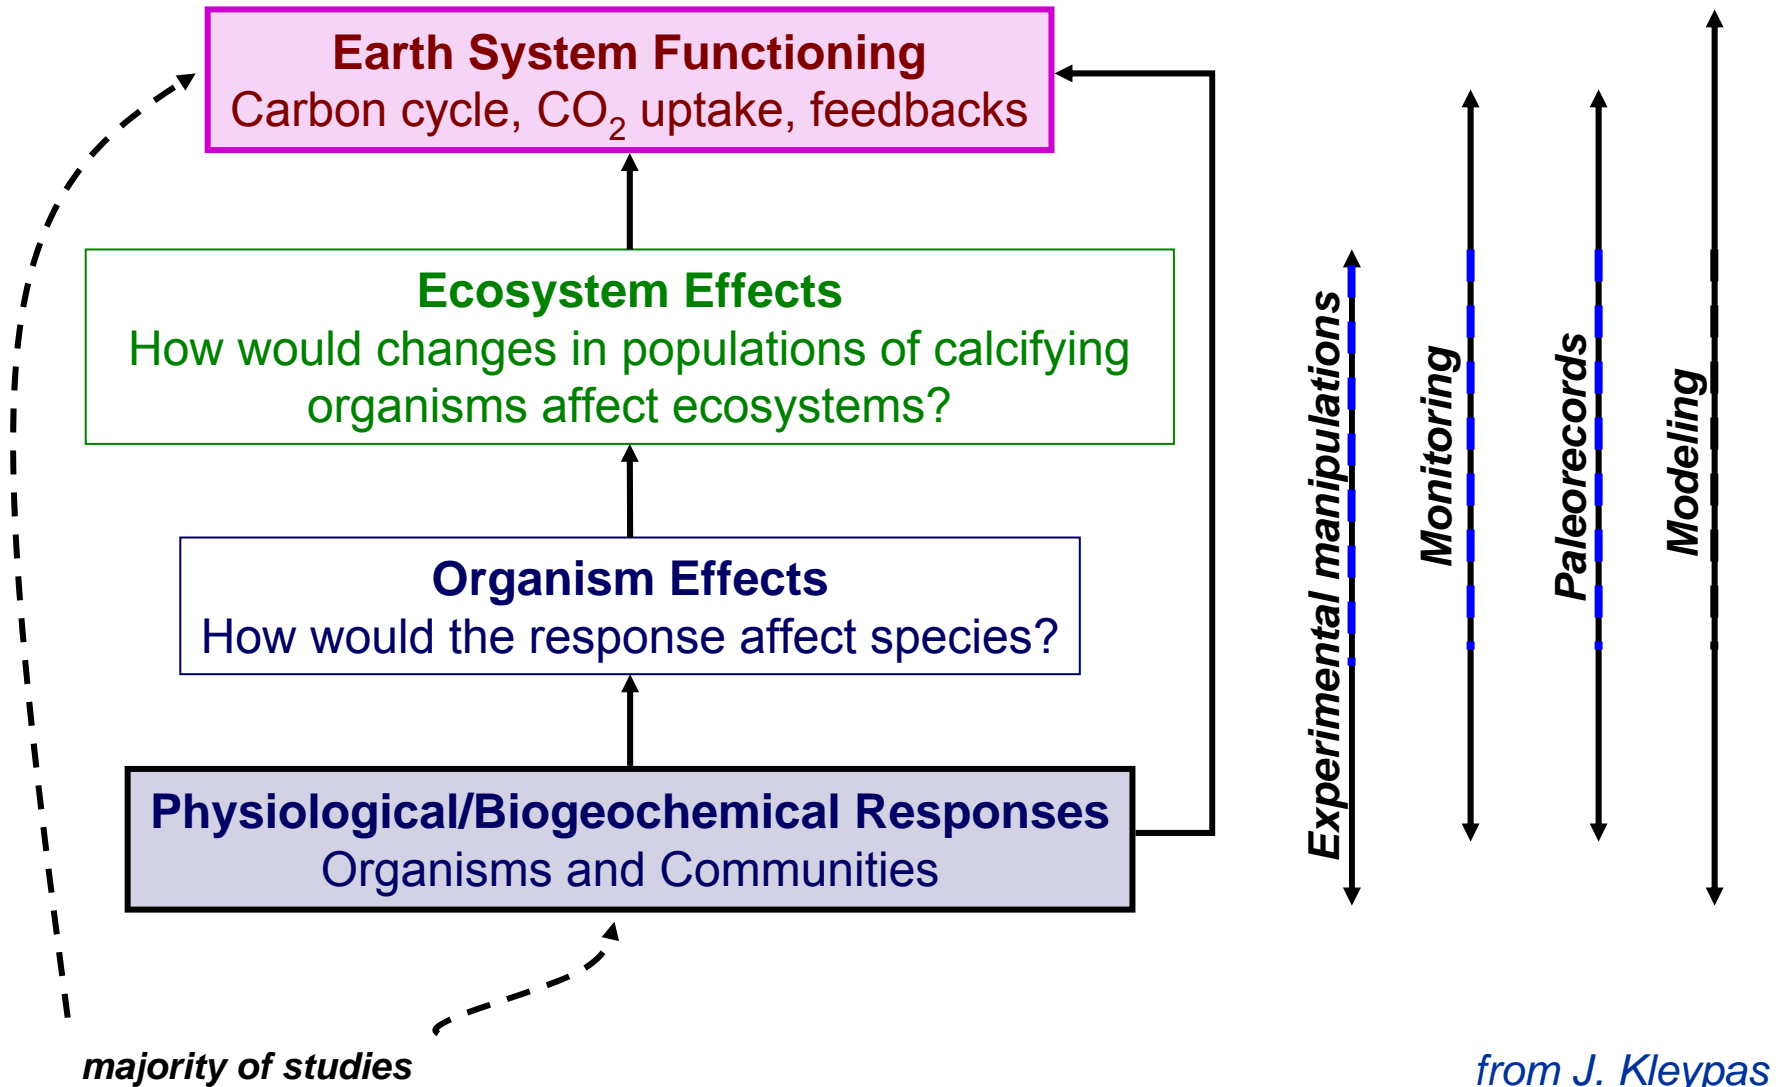 Earth System Functioning
Carbon cycle, CO₂ uptake, feedbacks
Ecosystem Effects
How would changes in populations of calcifying
organisms affect ecosystems?
Organism Effects
How would the response affect species?
Physiological/Biogeochemical Responses
Organisms and Communities
majority of studies
Experimental manipulations
Monitoring
Paleorecords
Modeling
from J. Kleypas